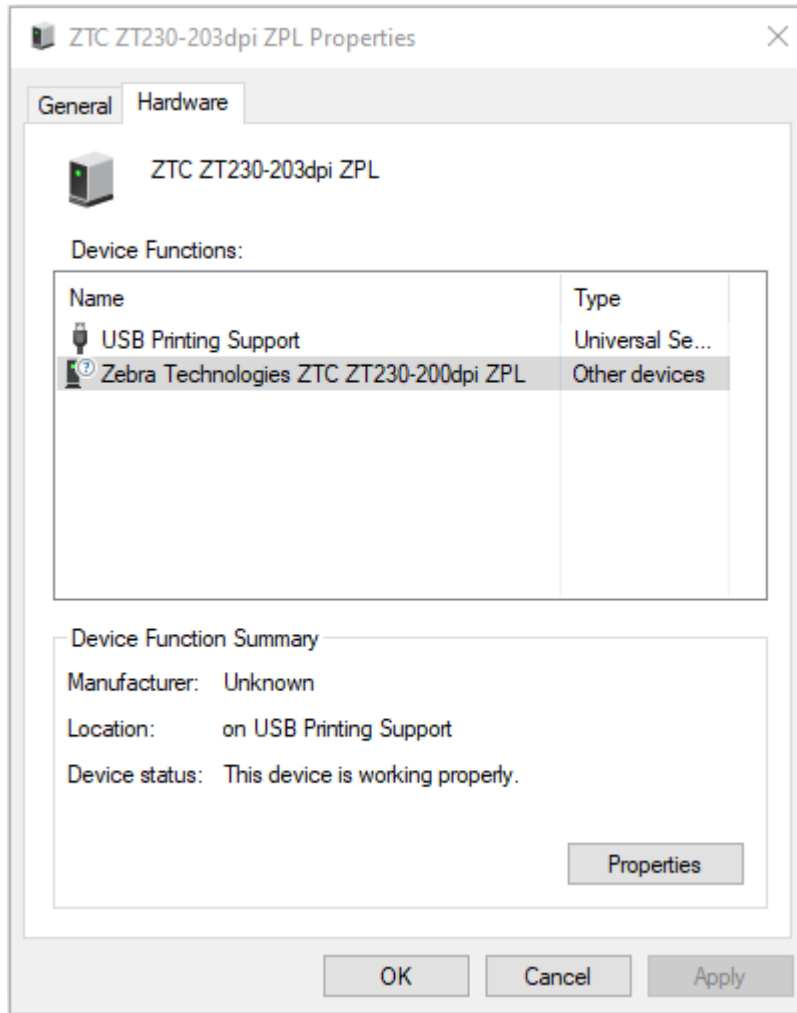 ZTC ZT230-203dpi ZPL Properties
General Hardware
ZTC ZT230-203dpi ZPL
Device Functions:
Name Type
USB Printing Support Universal Se...
Zebra Technologies ZTC ZT230-200dpi ZPL Other devices
Device Function Summary
Manufacturer: Unknown
Location: on USB Printing Support
Device status: This device is working properly.
Properties
OK Cancel Apply